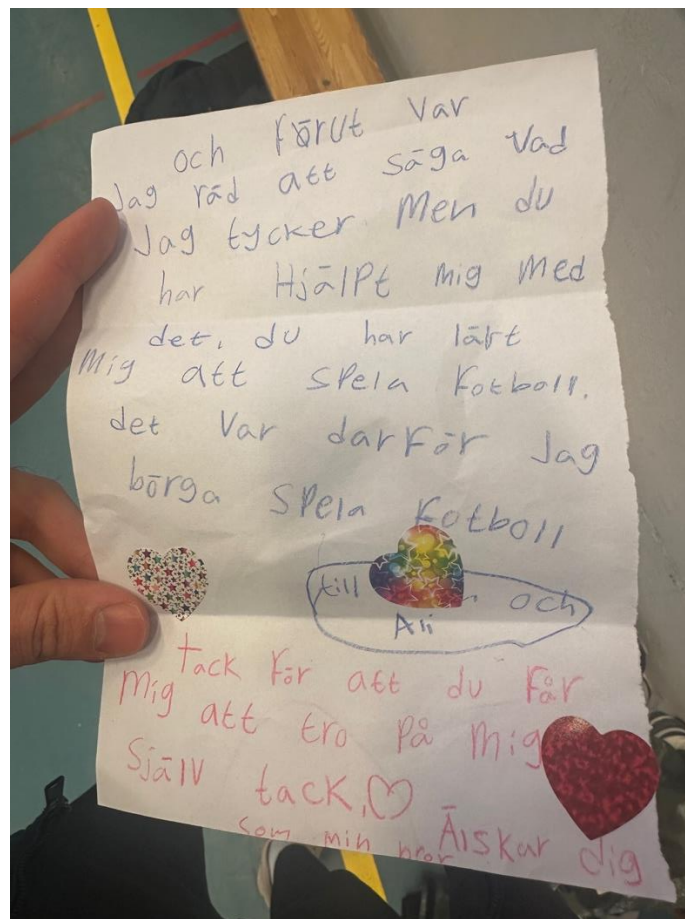 och förut var
Jag räd att säga vad
Jag tycker Men du
har Hjälpt mig med
det. du har lärt
Mig att spela Fotboll.
det var darför Jag
börga spela Fotboll
till och
Ali
tack För att du Får
Mig att tro på Mig
Själv tack,♡
Älskar dig
som min bror